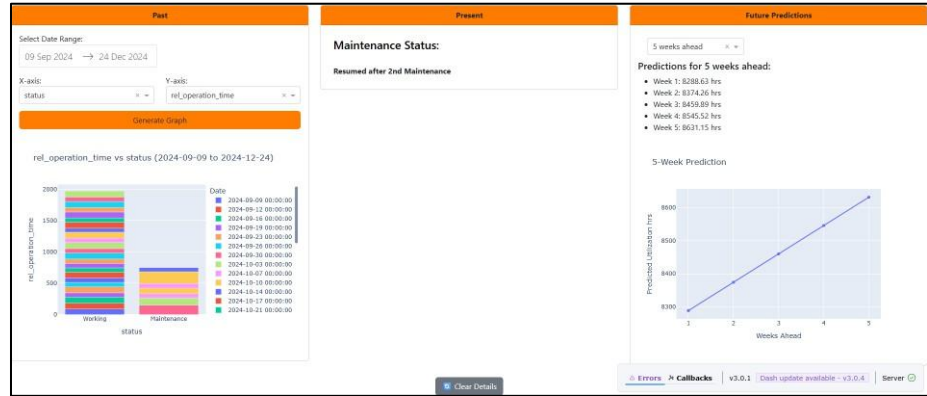 Past
Select Date Range:
09 Sep 2024 → 24 Dec 2024
X-axis:
Y-axis:
status
rel_operation_time
Generate Graph
rel_operation_time vs status (2024-09-09 to 2024-12-24)
2000
1500
1000
500
0
rel_operation_time
Working
Maintenance
status
Date
2024-09-09 00:00:00
2024-09-12 00:00:00
2024-09-16 00:00:00
2024-09-19 00:00:00
2024-09-23 00:00:00
2024-09-26 00:00:00
2024-09-30 00:00:00
2024-10-03 00:00:00
2024-10-07 00:00:00
2024-10-10 00:00:00
2024-10-14 00:00:00
2024-10-17 00:00:00
2024-10-21 00:00:00
Present
Maintenance Status:
Resumed after 2nd Maintenance
Future Predictions
5 weeks ahead
Predictions for 5 weeks ahead:
Week 1: 8288.63 hrs
Week 2: 8374.26 hrs
Week 3: 8459.89 hrs
Week 4: 8545.52 hrs
Week 5: 8631.15 hrs
5-Week Prediction
8600
8500
8400
8300
Predicted Utilization hrs
1 2 3 4 5
Weeks Ahead
Clear Details
Errors Callbacks v3.0.1 Dash update available - v3.0.4 Server